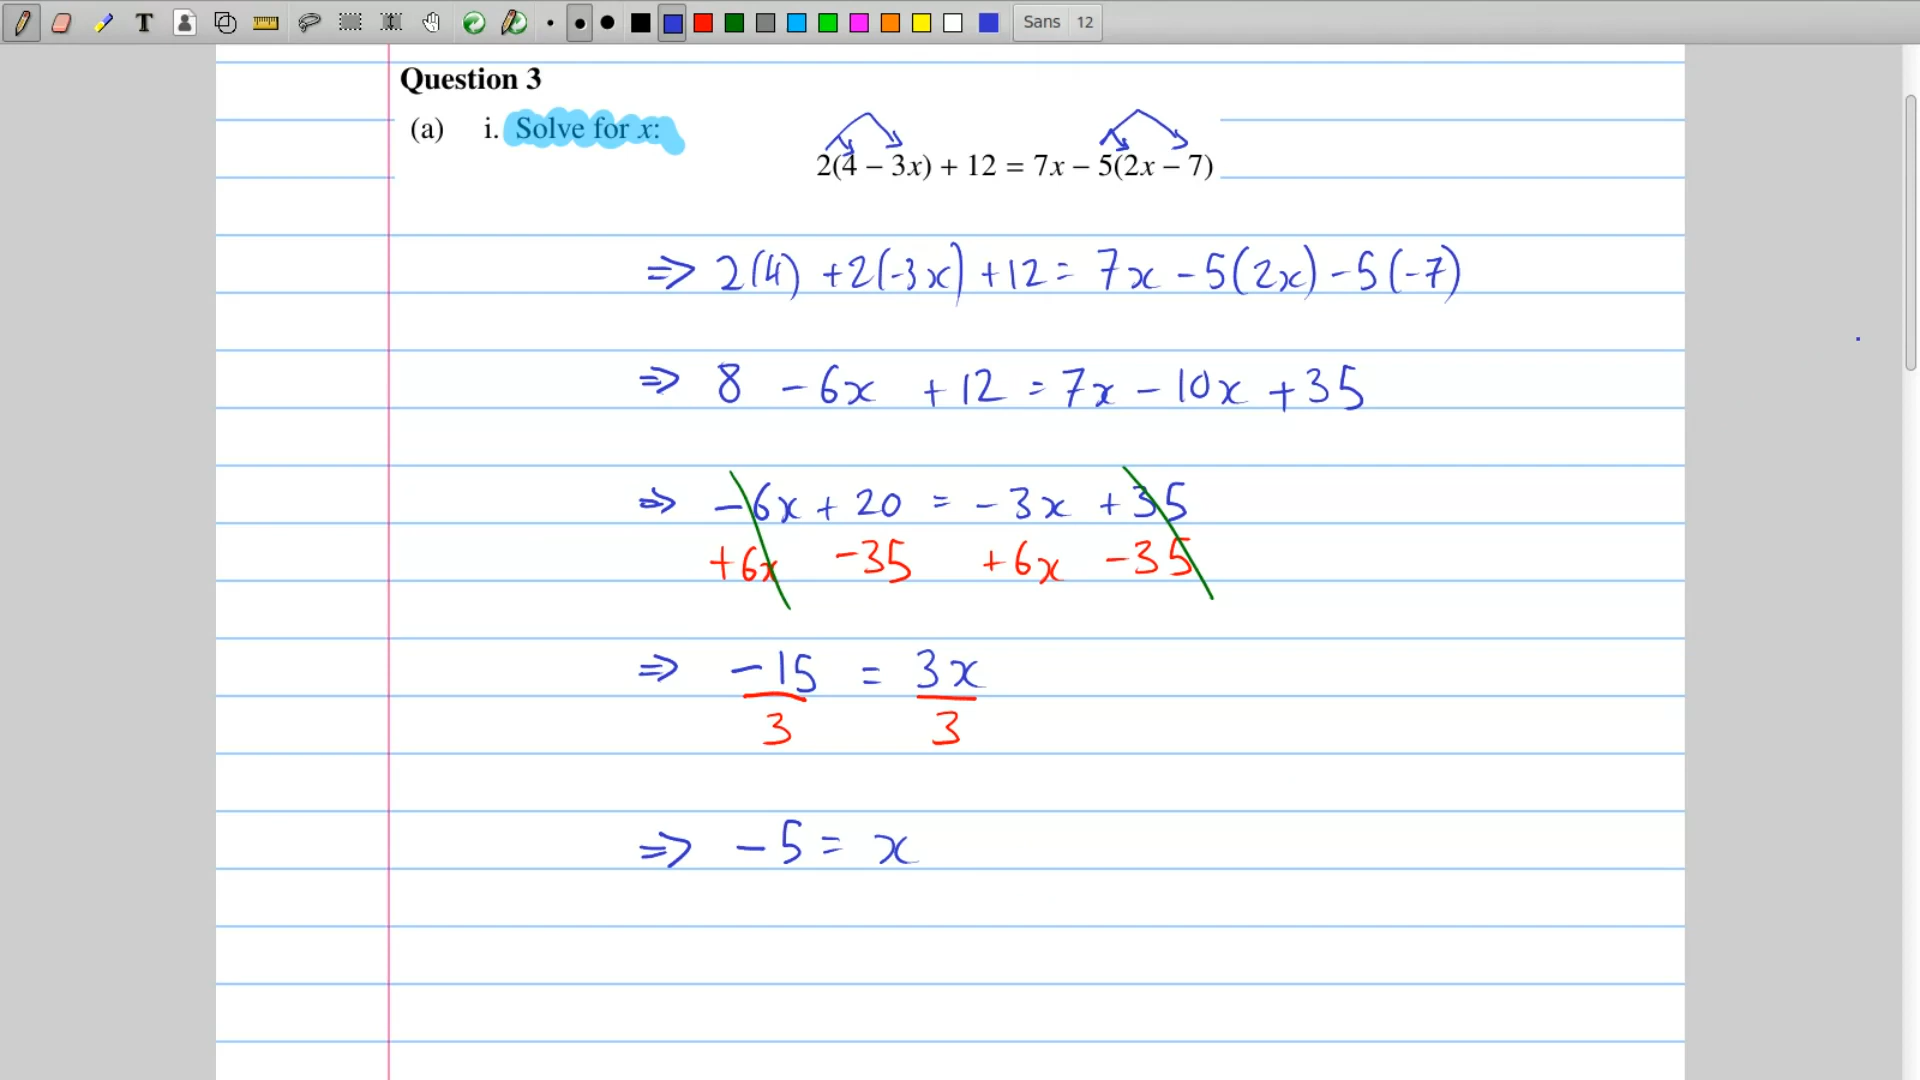 Sans 12
Question 3
(a) i. Solve for x:
2(4 − 3x) + 12 = 7x − 5(2x − 7)
⇒ 2(4) + 2(-3x) + 12 = 7x - 5(2x) - 5(-7)
⇒ 8 - 6x + 12 = 7x - 10x + 35
⇒ - 6x + 20 = - 3x + 35
+6x -35 +6x -35
⇒ -15 = 3x
3 3
⇒ -5 = x